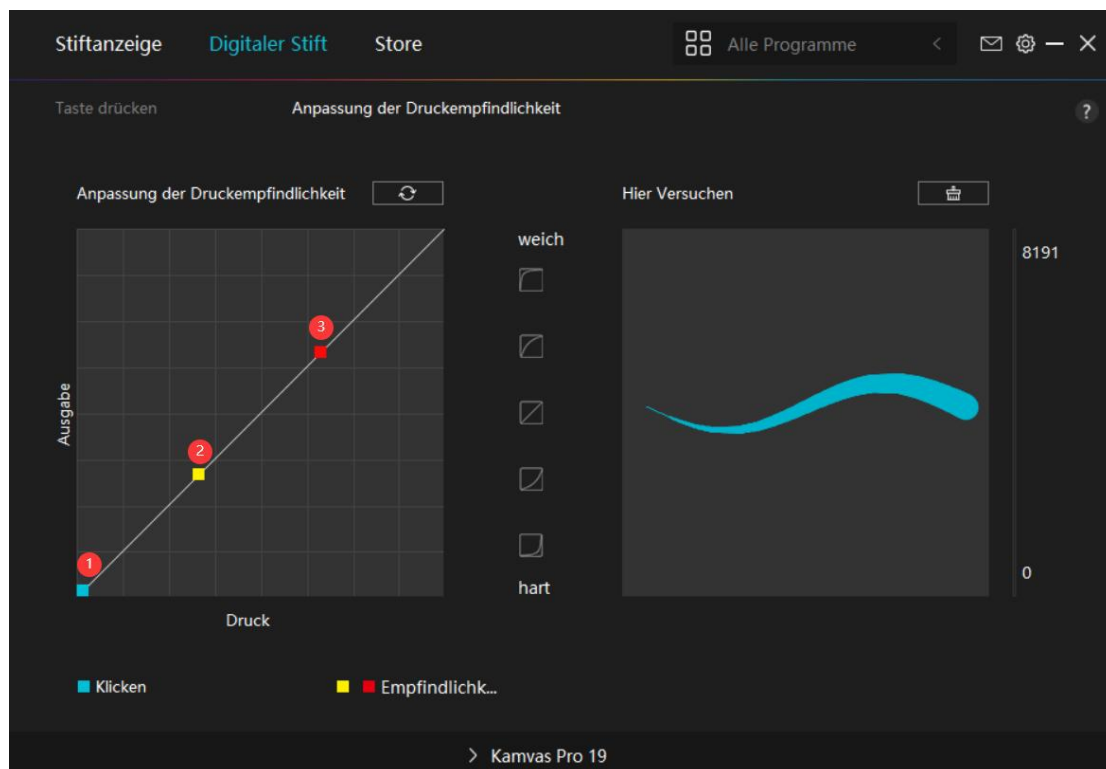 Stiftanzeige Digitaler Stift Store Alle Programme
Taste drücken Anpassung der Druckempfindlichkeit ?
Anpassung der Druckempfindlichkeit Hier Versuchen
weich
8191
3
Ausgabe
2
1
0
hart
Druck
Klicken Empfindlichk...
Kamvas Pro 19